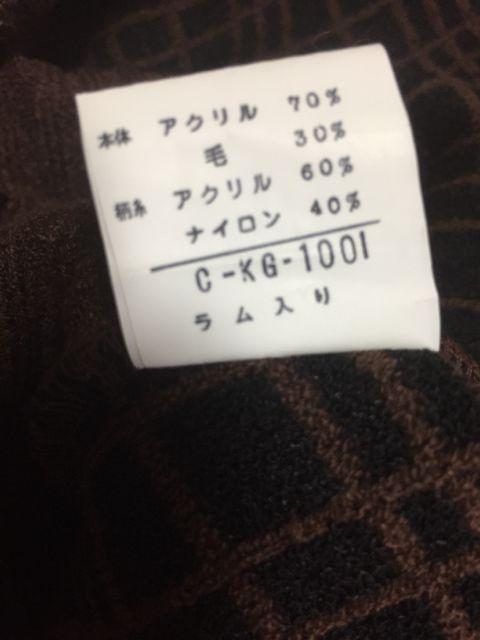 本体 アクリル 70%
毛 30%
柄糸 アクリル 60%
ナイロン 40%
C-KG-1001
ラム入り